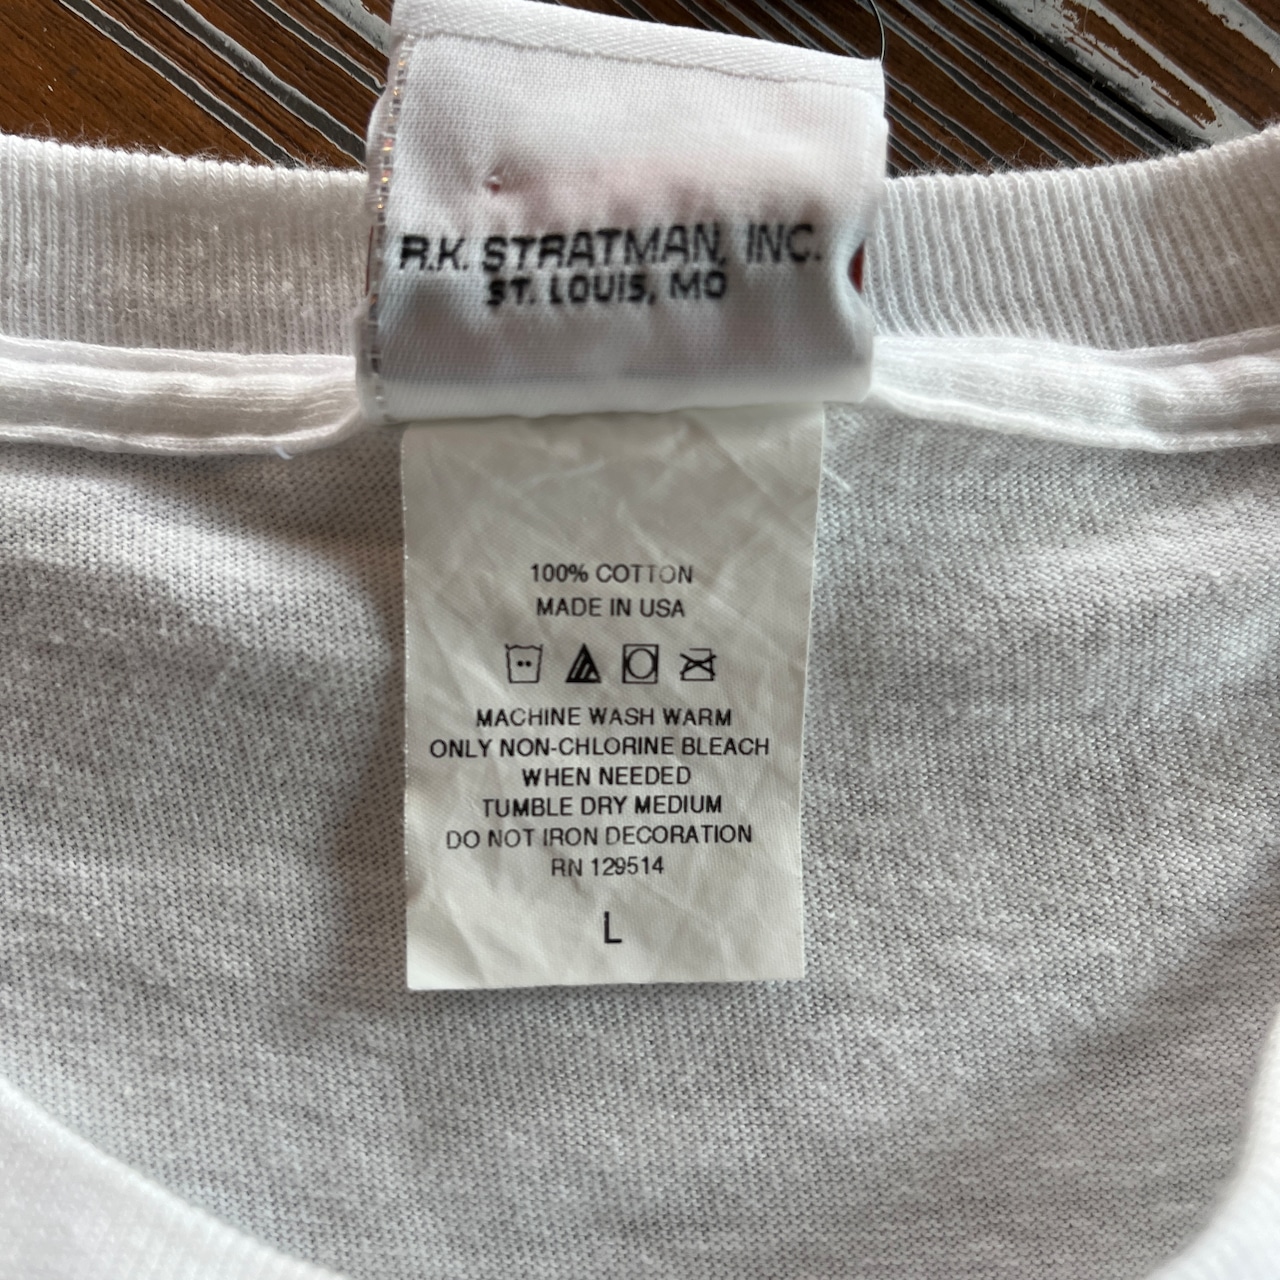 R.K. STRATMAN, INC.
ST. LOUIS, MO
100% COTTON
MADE IN USA
MACHINE WASH WARM
ONLY NON-CHLORINE BLEACH
WHEN NEEDED
TUMBLE DRY MEDIUM
DO NOT IRON DECORATION
RN 129514
L